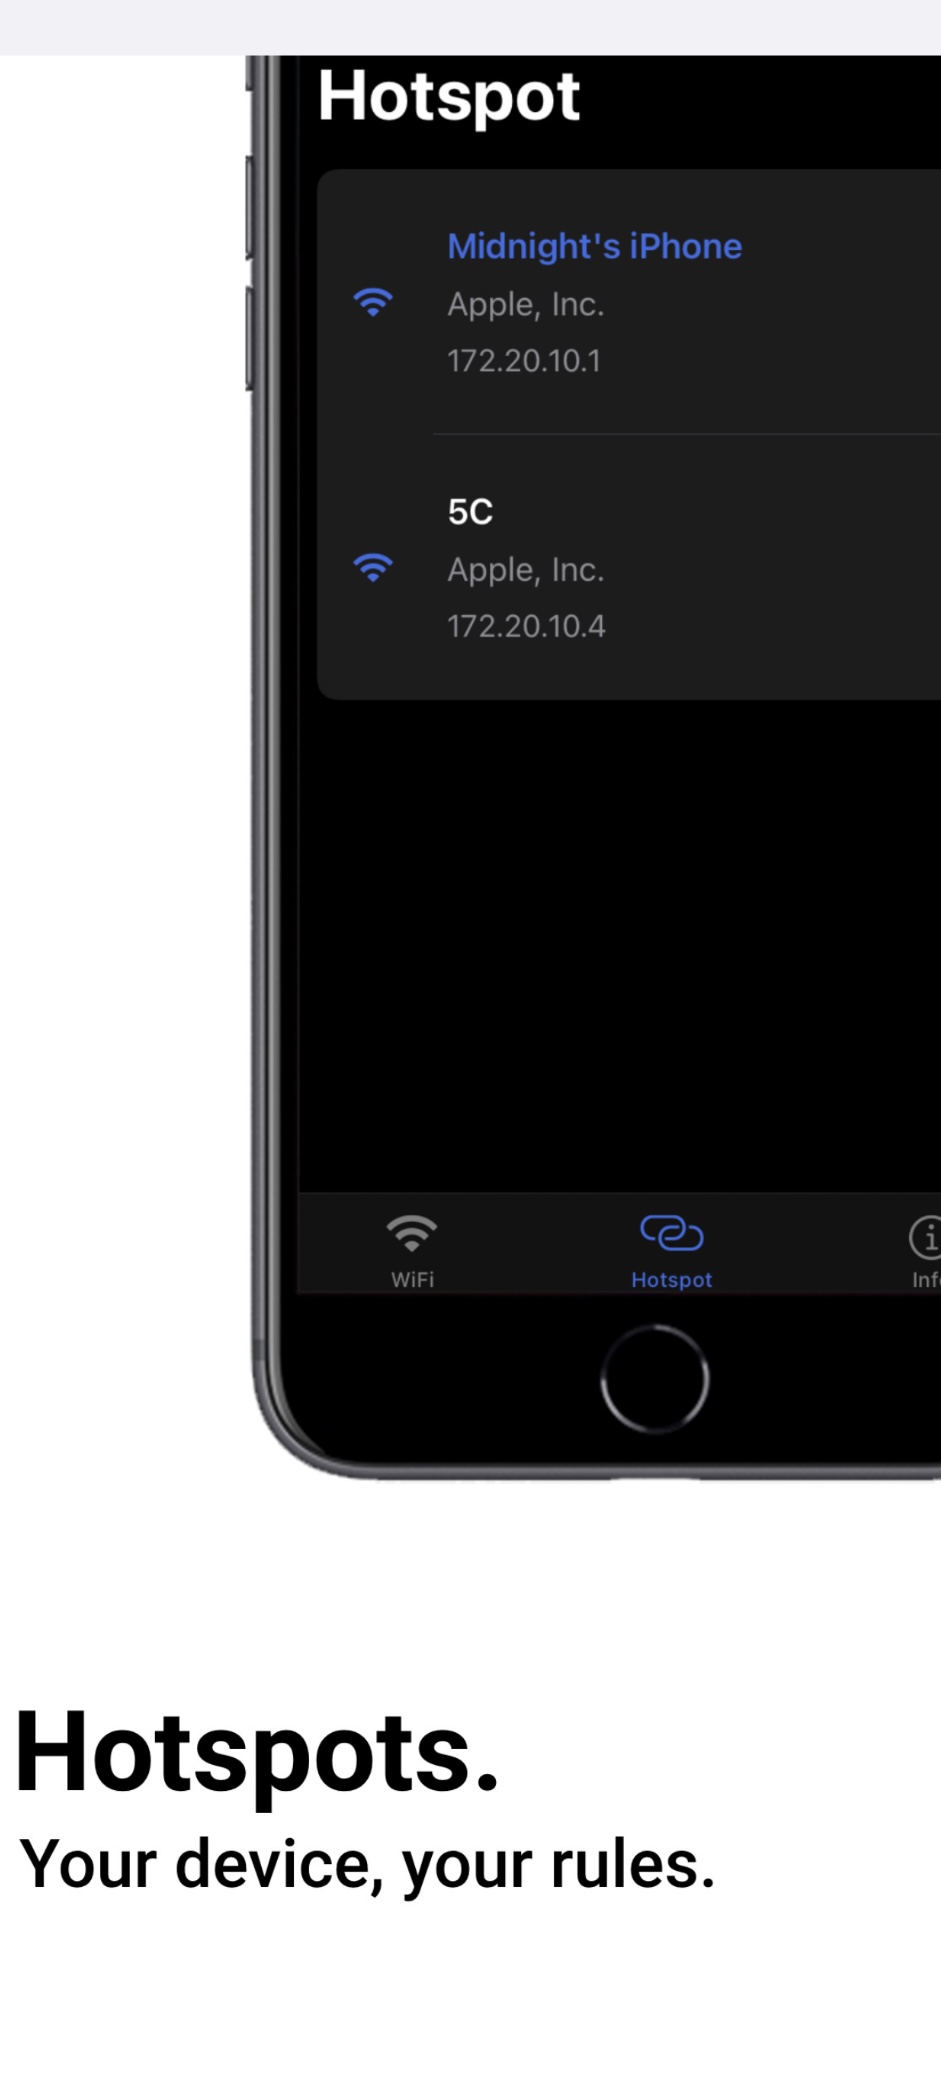 Hotspot
Midnight's iPhone
Apple, Inc.
172.20.10.1
5C
Apple, Inc.
172.20.10.4
WiFi
Hotspot
Inf
Hotspots.
Your device, your rules.